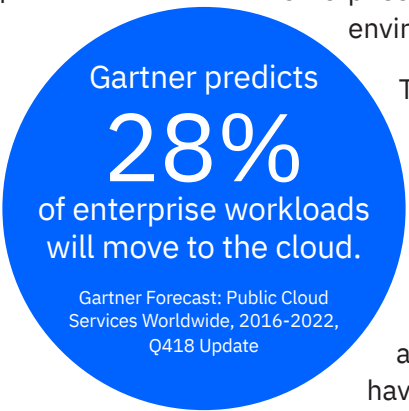 Gartner predicts
28%
of enterprise workloads
will move to the cloud.
Gartner Forecast: Public Cloud
Services Worldwide, 2016-2022,
Q418 Update